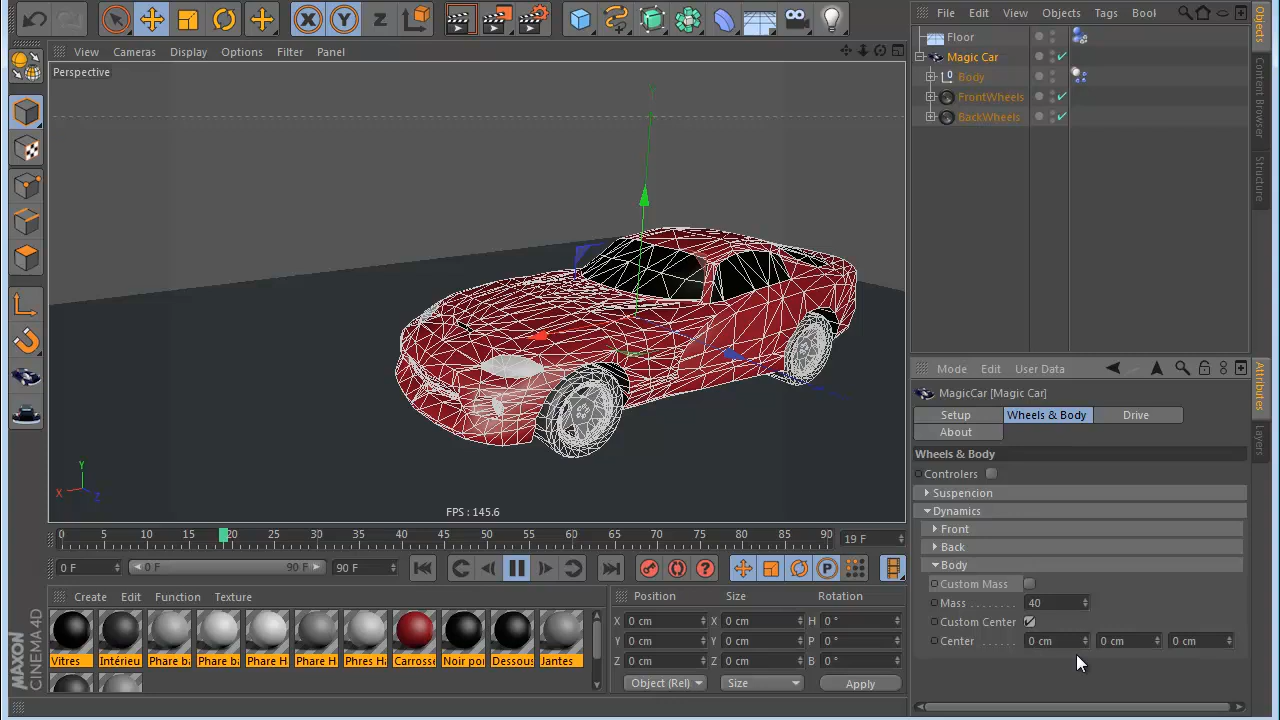 File Edit View Objects Tags Bool
View Cameras Display Options Filter Panel
Perspective
Floor
Magic Car
Body
FrontWheels
BackWheels
Objects
Content Browser
Structure
Y
X
Z
FPS : 145.6
Mode Edit User Data
MagicCar [Magic Car]
Setup Wheels & Body Drive
About
Wheels & Body
Controlers
Suspencion
Dynamics
Front
Back
Body
Custom Mass
Mass 40
Custom Center
Center 0 cm 0 cm 0 cm
Attributes
Layers
0 5 10 15 20 25 30 35 40 45 50 55 60 65 70 75 80 85 90 19 F
0 F 0 F 90 F 90 F
Create Edit Function Texture
Vitres Intérieu Phare ba Phare ba Phare H Phare H Phres Ha Carrosse Noir poi Dessous Jantes
Position Size Rotation
X 0 cm X 0 cm H 0 °
Y 0 cm Y 0 cm P 0 °
Z 0 cm Z 0 cm B 0 °
Object (Rel) Size Apply
MAXON
CINEMA 4D